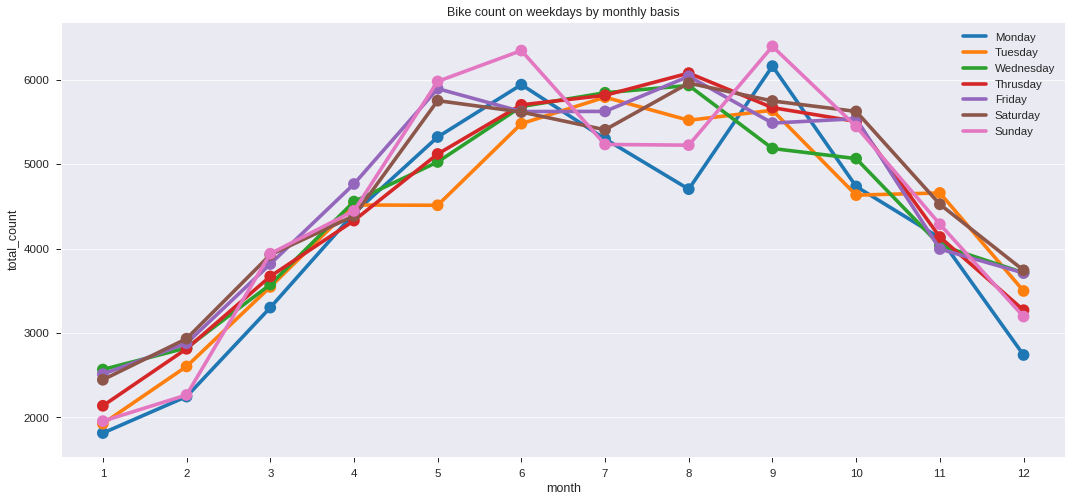 Bike count on weekdays by monthly basis
Monday
Tuesday
Wednesday
Thrusday
Friday
Saturday
Sunday
6000
5000
4000
3000
2000
total_count
1 2 3 4 5 6 7 8 9 10 11 12
month